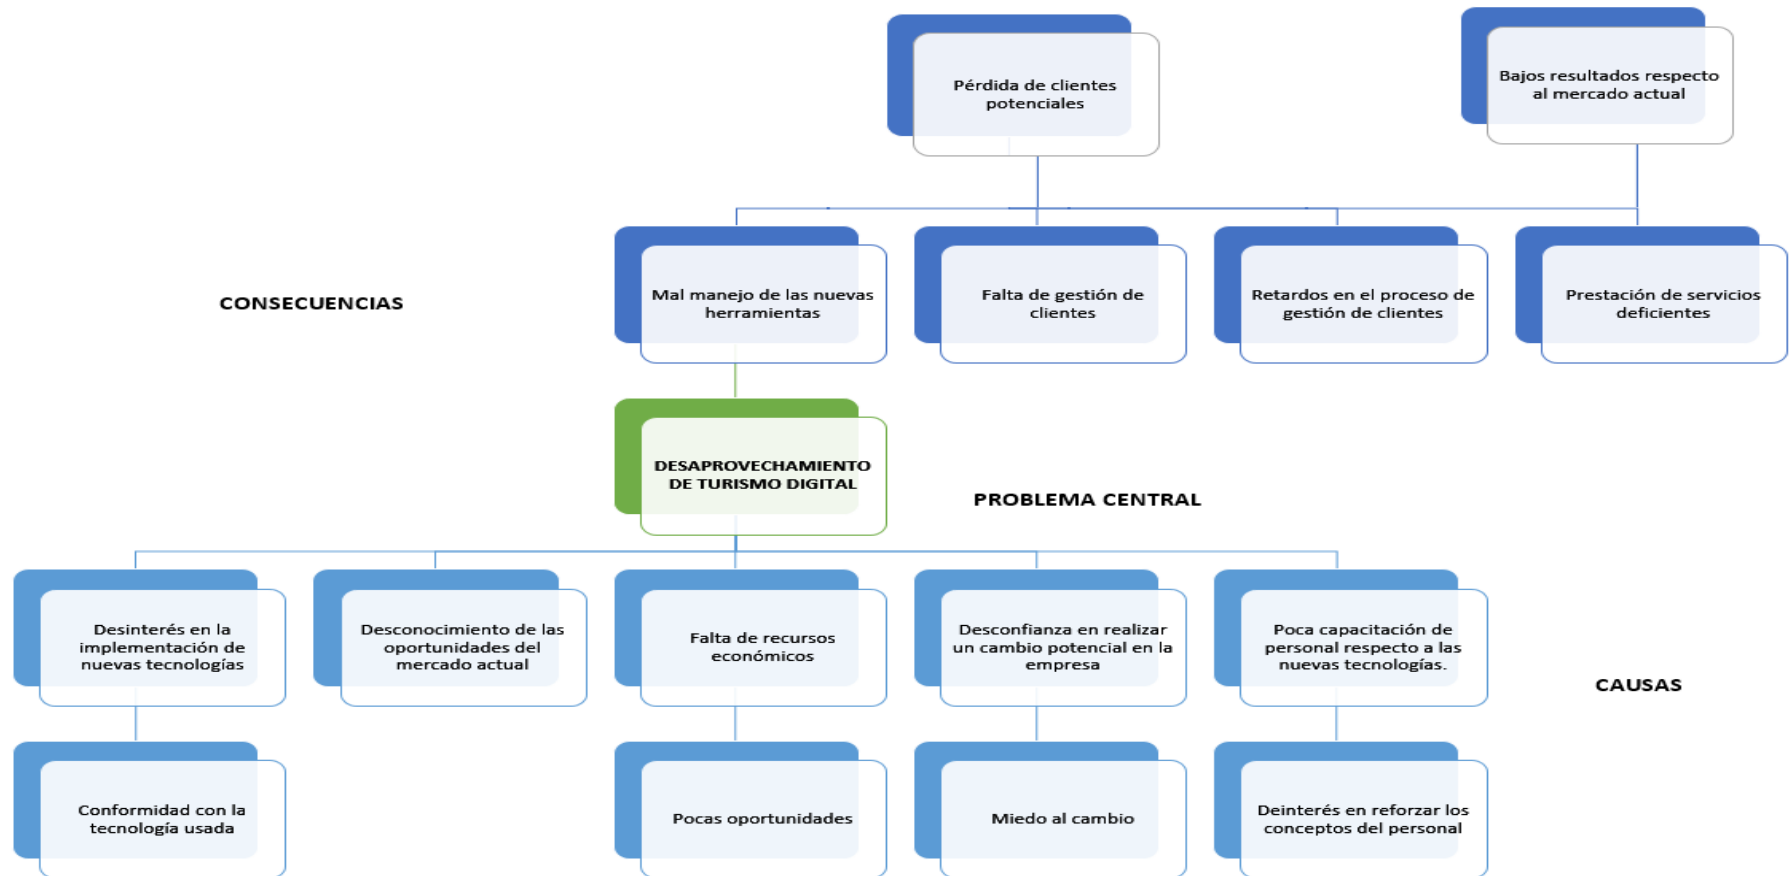 Pérdida de clientes
potenciales
Bajos resultados respecto
al mercado actual
CONSECUENCIAS
Mal manejo de las nuevas
herramientas
Falta de gestión de
clientes
Retardos en el proceso de
gestión de clientes
Prestación de servicios
deficientes
DESAPROVECHAMIENTO
DE TURISMO DIGITAL
PROBLEMA CENTRAL
Desinterés en la
implementación de
nuevas tecnologías
Desconocimiento de las
oportunidades del
mercado actual
Falta de recursos
económicos
Desconfianza en realizar
un cambio potencial en la
empresa
Poca capacitación de
personal respecto a las
nuevas tecnologías.
CAUSAS
Conformidad con la
tecnología usada
Pocas oportunidades
Miedo al cambio
Deinterés en reforzar los
conceptos del personal